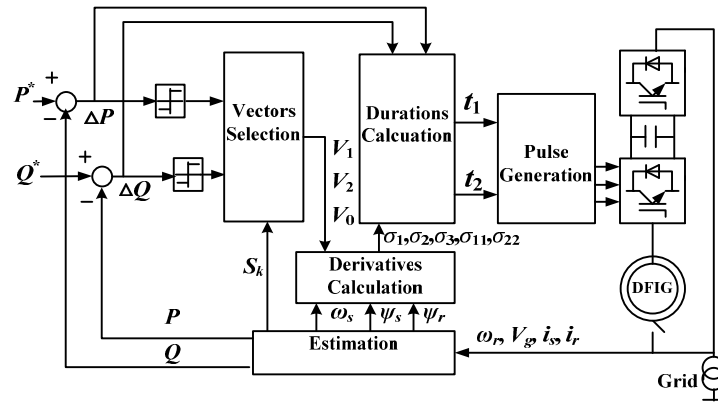 P*
+
−
ΔP
Q*
+
−
ΔQ
Vectors
Selection
V1
V2
V0
Durations
Calcuation
t1
t2
Pulse
Generation
σ1,σ2,σ3,σ11,σ22
Derivatives
Calculation
Sk
ωs
ψs
ψr
P
Q
Estimation
ωr, Vg, is, ir
DFIG
Grid